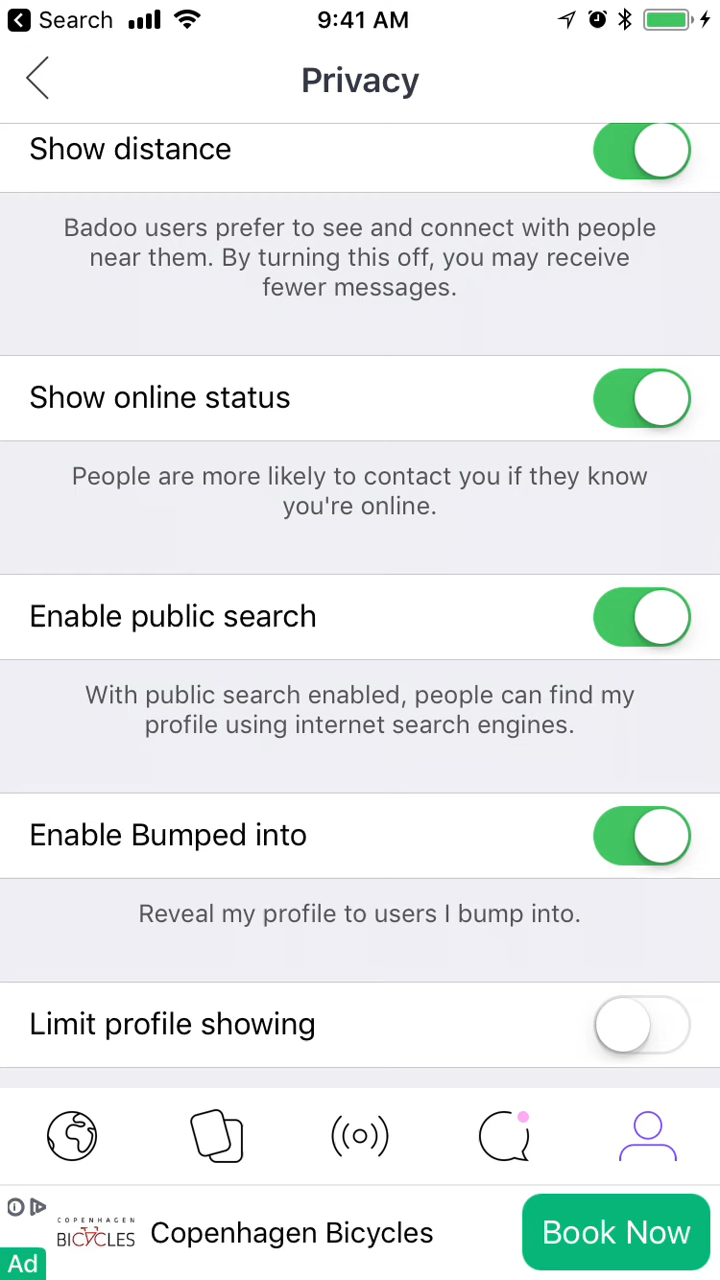 Search
9:41 AM
Privacy
Show distance
Badoo users prefer to see and connect with people
near them. By turning this off, you may receive
fewer messages.
Show online status
People are more likely to contact you if they know
you're online.
Enable public search
With public search enabled, people can find my
profile using internet search engines.
Enable Bumped into
Reveal my profile to users I bump into.
Limit profile showing
COPENHAGEN
BICYCLES
Copenhagen Bicycles
Book Now
Ad